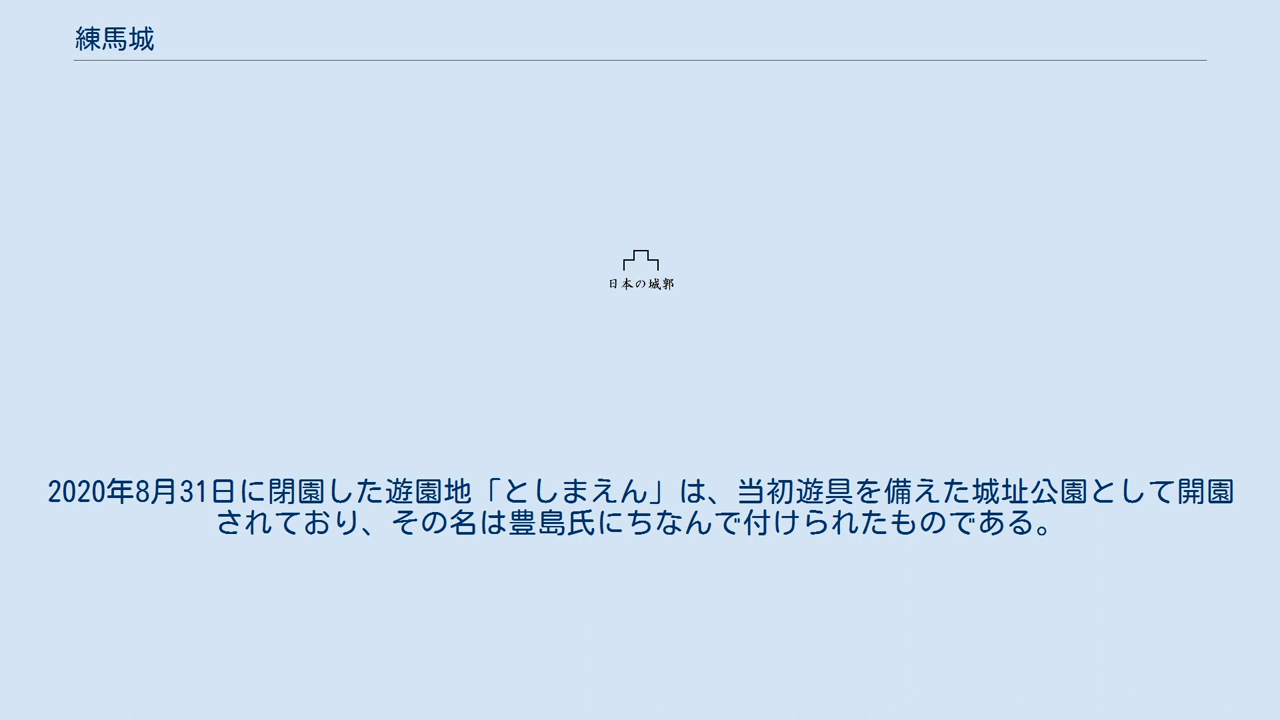 練馬城
日本の城郭
2020年8月31日に閉園した遊園地「としまえん」は、当初遊具を備えた城址公園として開園
されており、その名は豊島氏にちなんで付けられたものである。